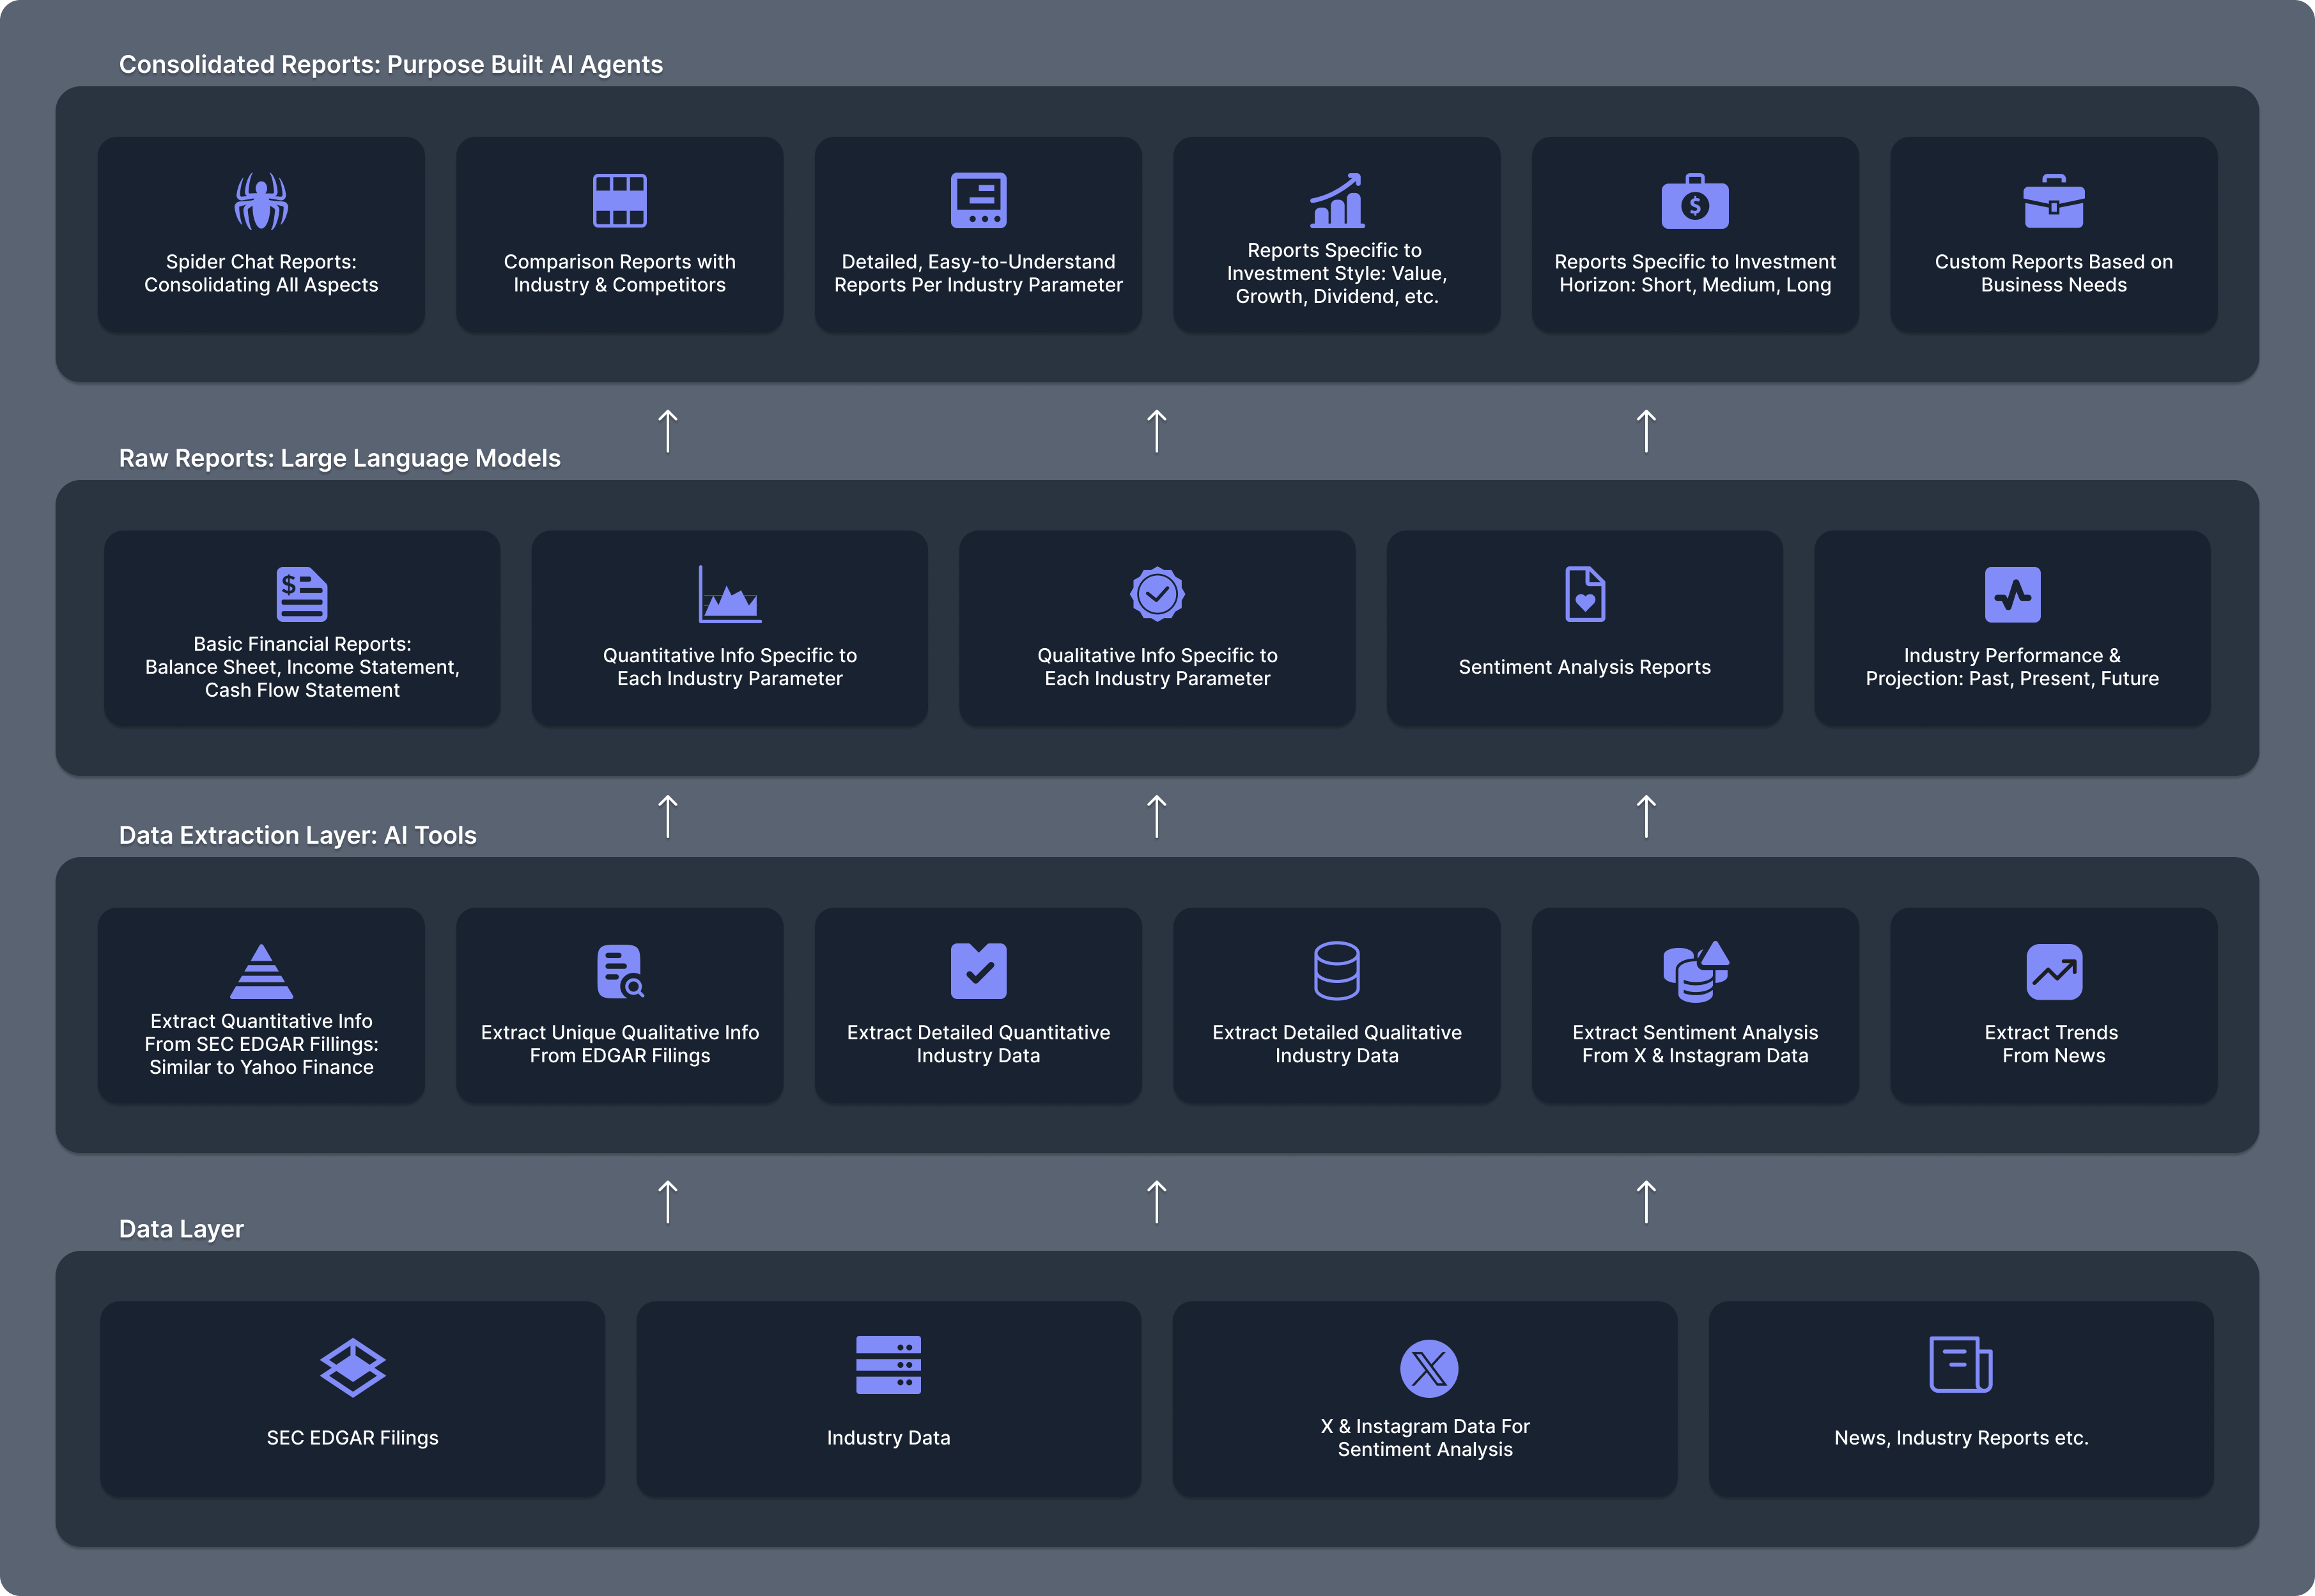 Consolidated Reports: Purpose Built AI Agents
Spider Chat Reports:
Consolidating All Aspects
Comparison Reports with
Industry & Competitors
Detailed, Easy-to-Understand
Reports Per Industry Parameter
Reports Specific to
Investment Style: Value,
Growth, Dividend, etc.
Reports Specific to Investment
Horizon: Short, Medium, Long
Custom Reports Based on
Business Needs
Raw Reports: Large Language Models
Basic Financial Reports:
Balance Sheet, Income Statement,
Cash Flow Statement
Quantitative Info Specific to
Each Industry Parameter
Qualitative Info Specific to
Each Industry Parameter
Sentiment Analysis Reports
Industry Performance &
Projection: Past, Present, Future
Data Extraction Layer: AI Tools
Extract Quantitative Info
From SEC EDGAR Fillings:
Similar to Yahoo Finance
Extract Unique Qualitative Info
From EDGAR Filings
Extract Detailed Quantitative
Industry Data
Extract Detailed Qualitative
Industry Data
Extract Sentiment Analysis
From X & Instagram Data
Extract Trends
From News
Data Layer
SEC EDGAR Filings
Industry Data
X & Instagram Data For
Sentiment Analysis
News, Industry Reports etc.